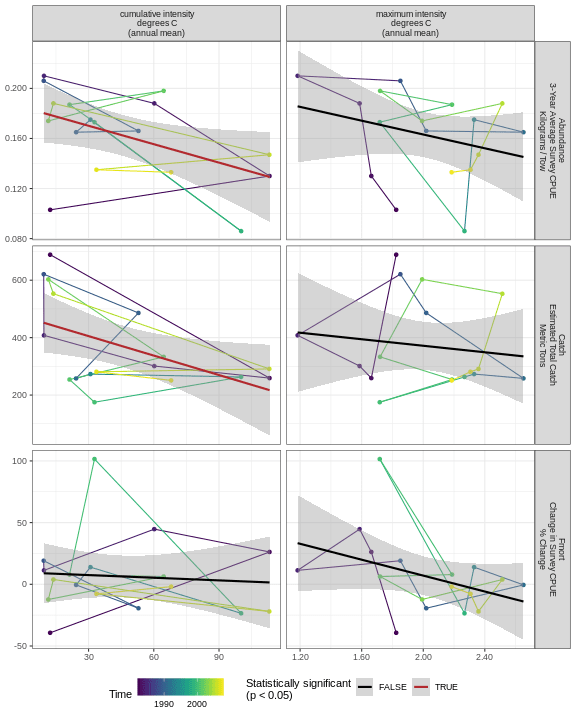 cumulative intensity
degrees C
(annual mean)
maximum intensity
degrees C
(annual mean)
0.200
0.160
0.120
0.080
Abundance
3-Year Average Survey CPUE
Kilograms / Tow
600
400
200
Catch
Estimated Total Catch
Metric Tons
100
50
0
-50
Fmort
Change in Survey CPUE
% Change
30 60 90
1.20 1.60 2.00 2.40
Time
1990 2000
Statistically significant
(p < 0.05)
FALSE TRUE